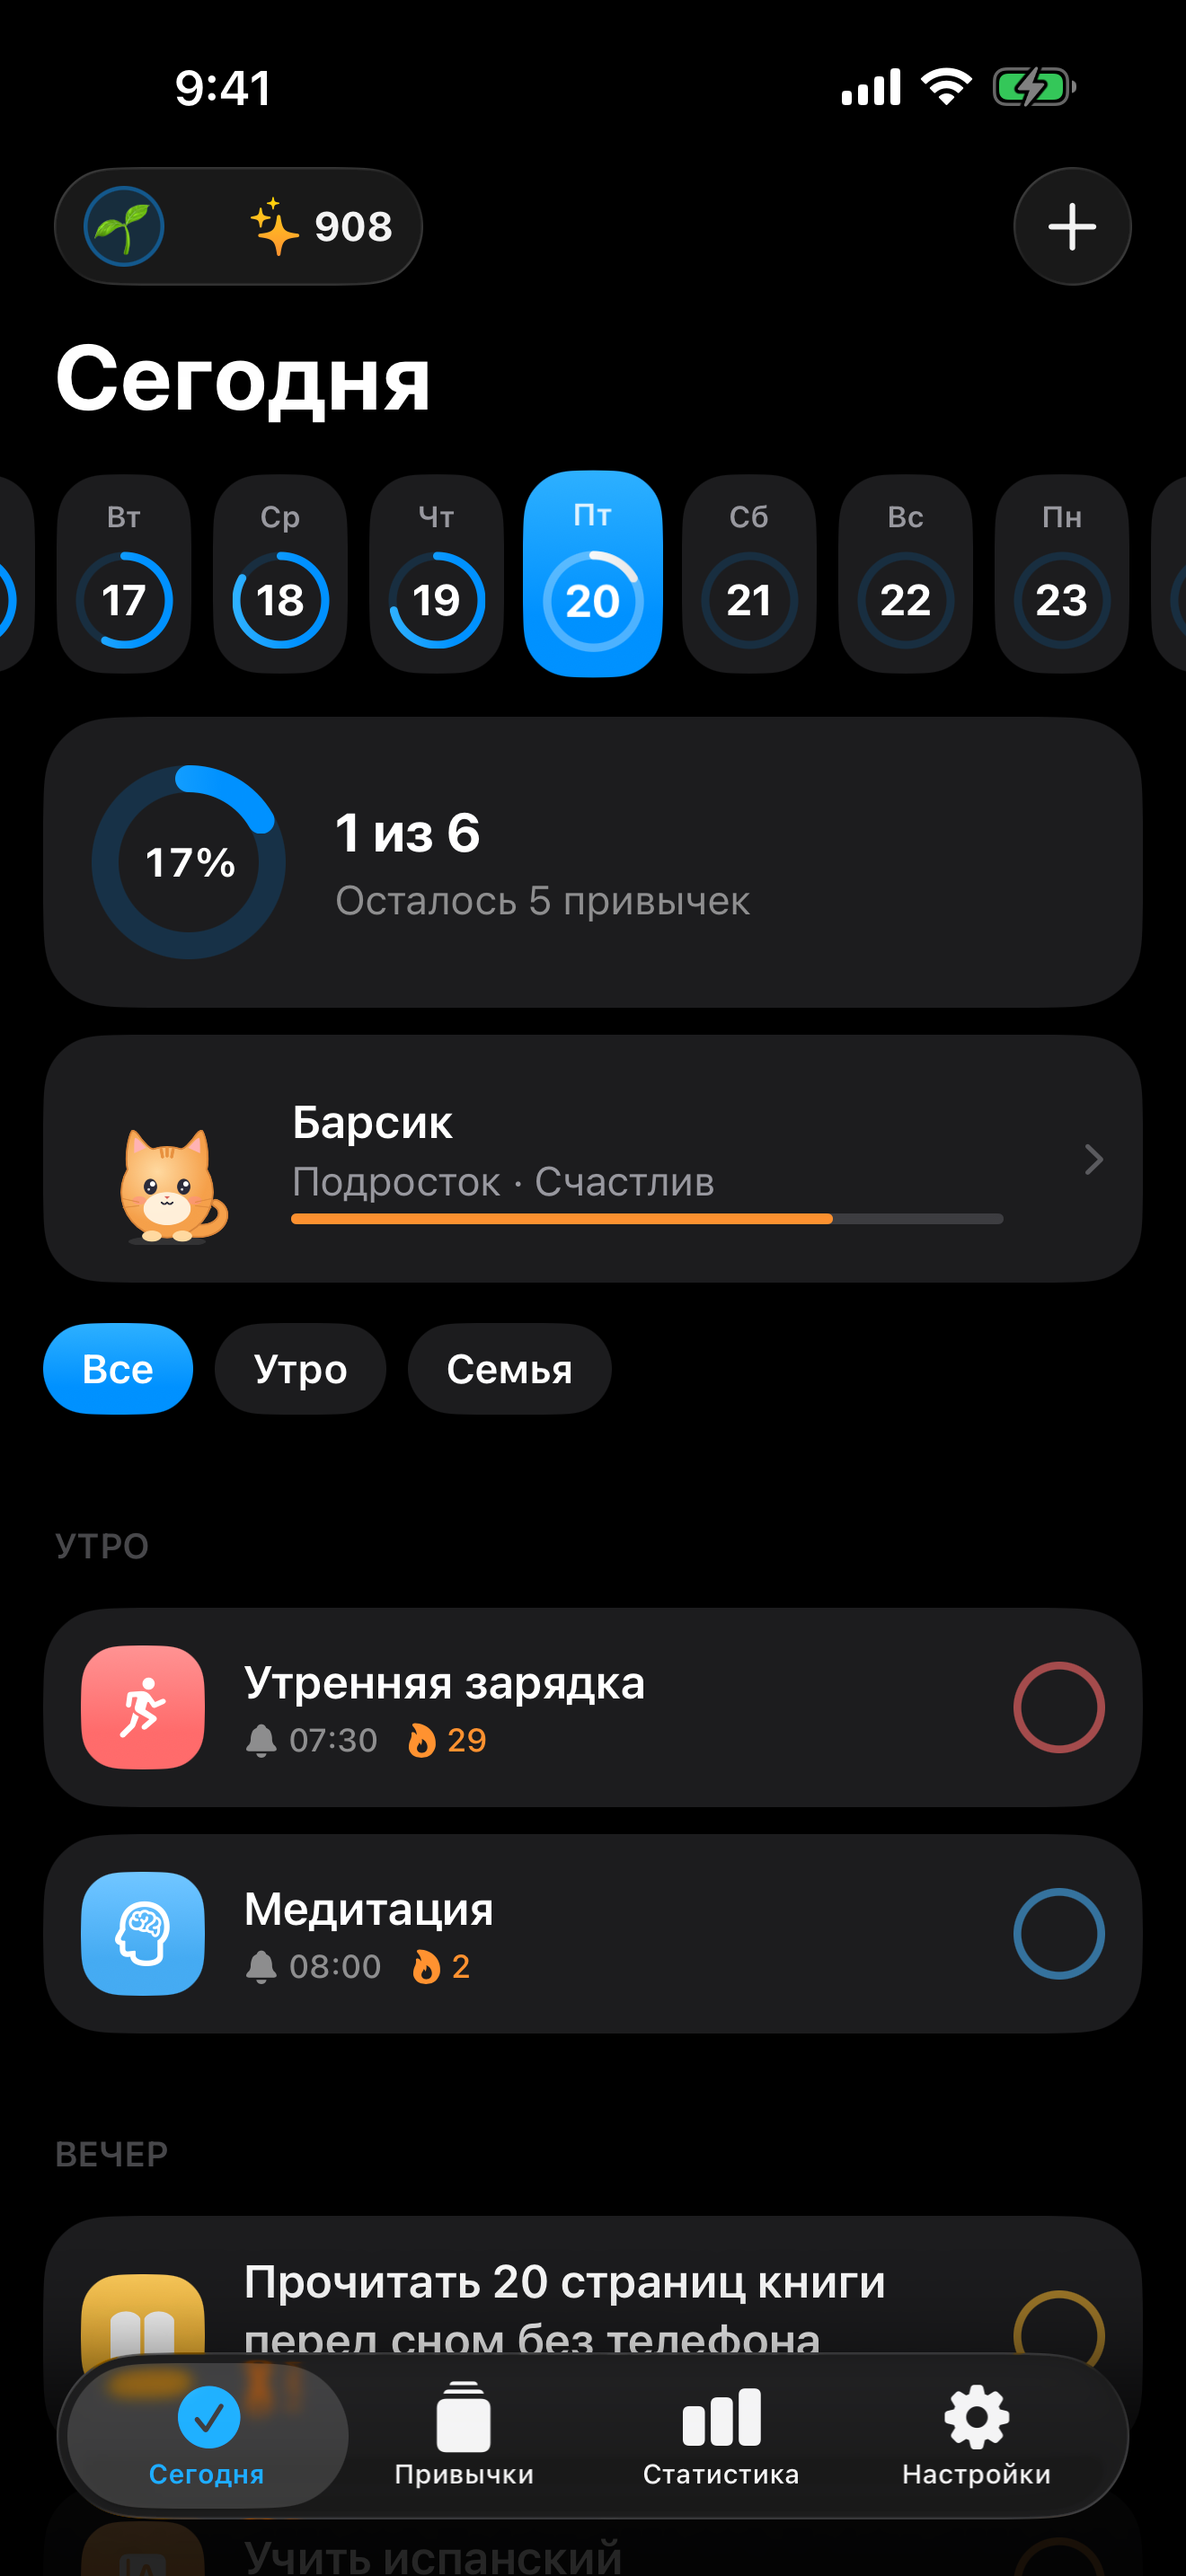 9:41
908
Сегодня
Вт
Ср
Чт
Пт
Сб
Вс
Пн
17
18
19
20
21
22
23
17%
1 из 6
Осталось 5 привычек
Барсик
Подросток · Счастлив
Все
Утро
Семья
УТРО
Утренняя зарядка
07:30
29
Медитация
08:00
2
ВЕЧЕР
Прочитать 20 страниц книги
перед сном без телефона
Сегодня
Привычки
Статистика
Настройки
Учить испанский